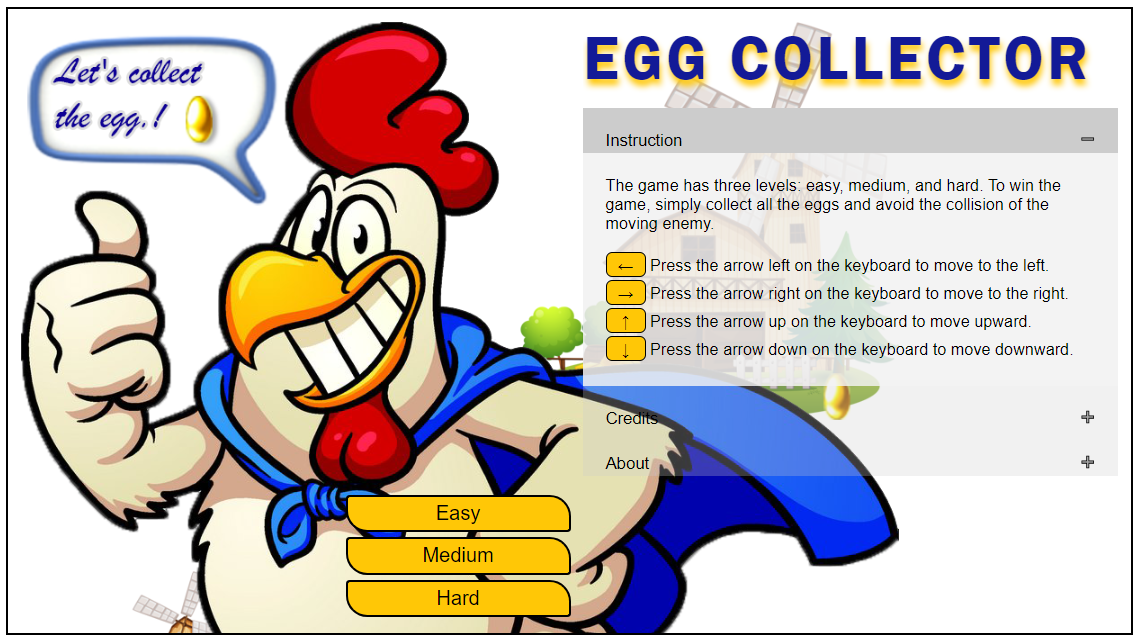 Let's collect
the egg.!
EGG COLLECTOR
Instruction
The game has three levels: easy, medium, and hard. To win the
game, simply collect all the eggs and avoid the collision of the
moving enemy.
← Press the arrow left on the keyboard to move to the left.
→ Press the arrow right on the keyboard to move to the right.
↑ Press the arrow up on the keyboard to move upward.
↓ Press the arrow down on the keyboard to move downward.
Credits
About
Easy
Medium
Hard